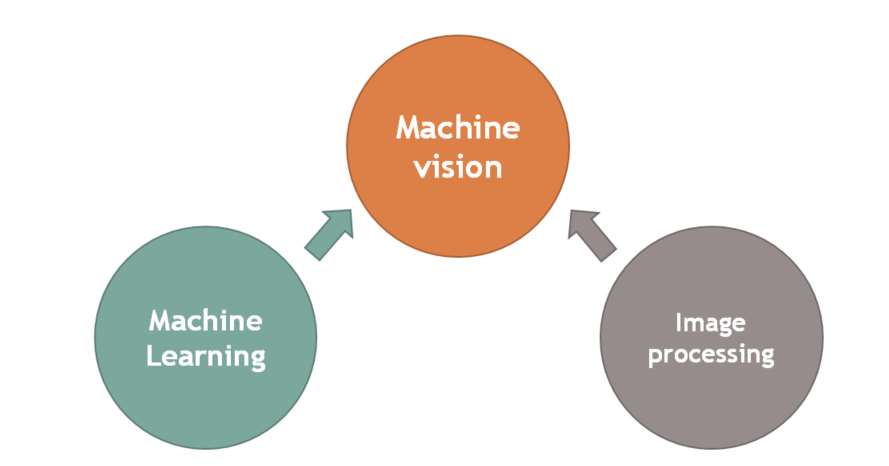 Machine
vision
Machine
Learning
Image
processing